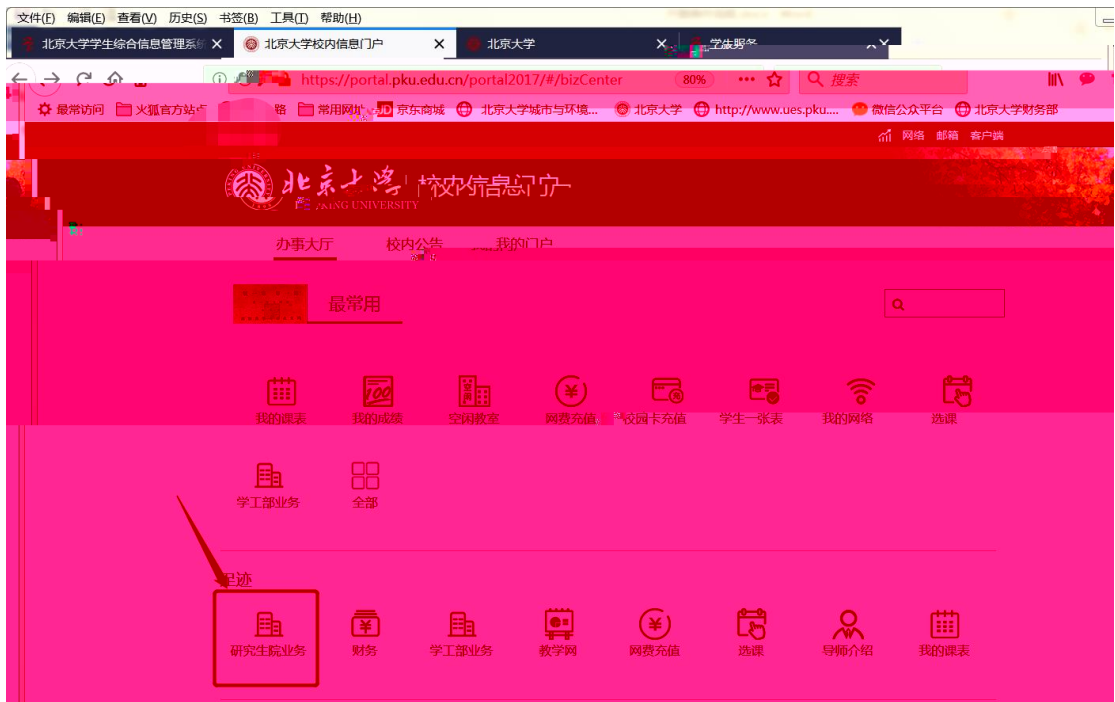 文件(F) 编辑(E) 查看(V) 历史(S) 书签(B) 工具(T) 帮助(H)
北京大学学生综合信息管理系统 北京大学校内信息门户 北京大学 学生服务
https://portal.pku.edu.cn/portal2017/#/bizCenter 80% 搜索
最常访问 火狐官方站点 常用网址 JD 京东商城 北京大学城市与环境... 北京大学 http://www.ues.pku.... 微信公众平台 北京大学财务部
网络 邮箱 客户端
北京大学 校内信息门户
UNIVERSITY
办事大厅 校内公告 我的门户
最常用
我的课表 我的成绩 空闲教室 网费充值 校园卡充值 学生一张表 我的网络 选课
学工部业务 全部
足迹
研究生院业务 财务 学工部业务 教学网 网费充值 选课 导师介绍 我的课表